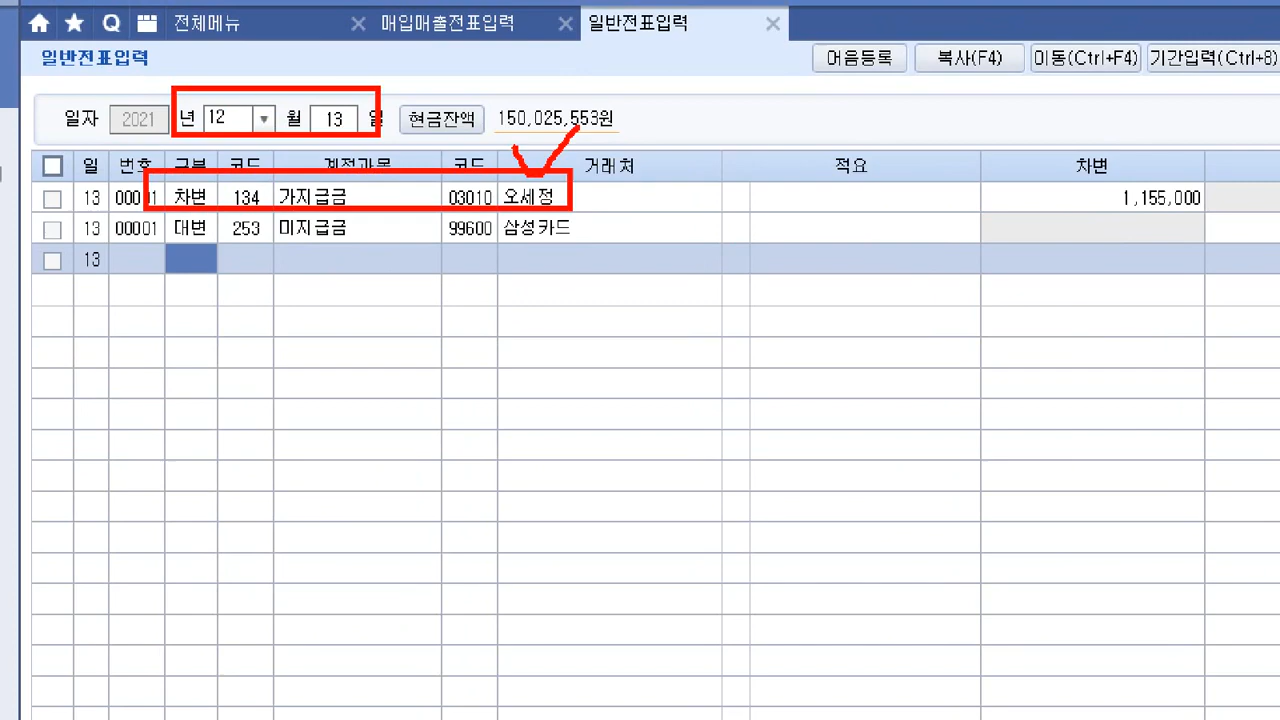 전체메뉴 매입매출전표입력 일반전표입력
일반전표입력 어음등록 복사(F4) 이동(Ctrl+F4) 기간입력(Ctrl+8)
일자 2021 년 12 월 13 일 현금잔액 150,025,553원
일 번호 구분 코드 계정과목 코드 거래처 적요 차변
13 00001 차변 134 가지급금 03010 오세정 1,155,000
13 00001 대변 253 미지급금 99600 삼성카드
13